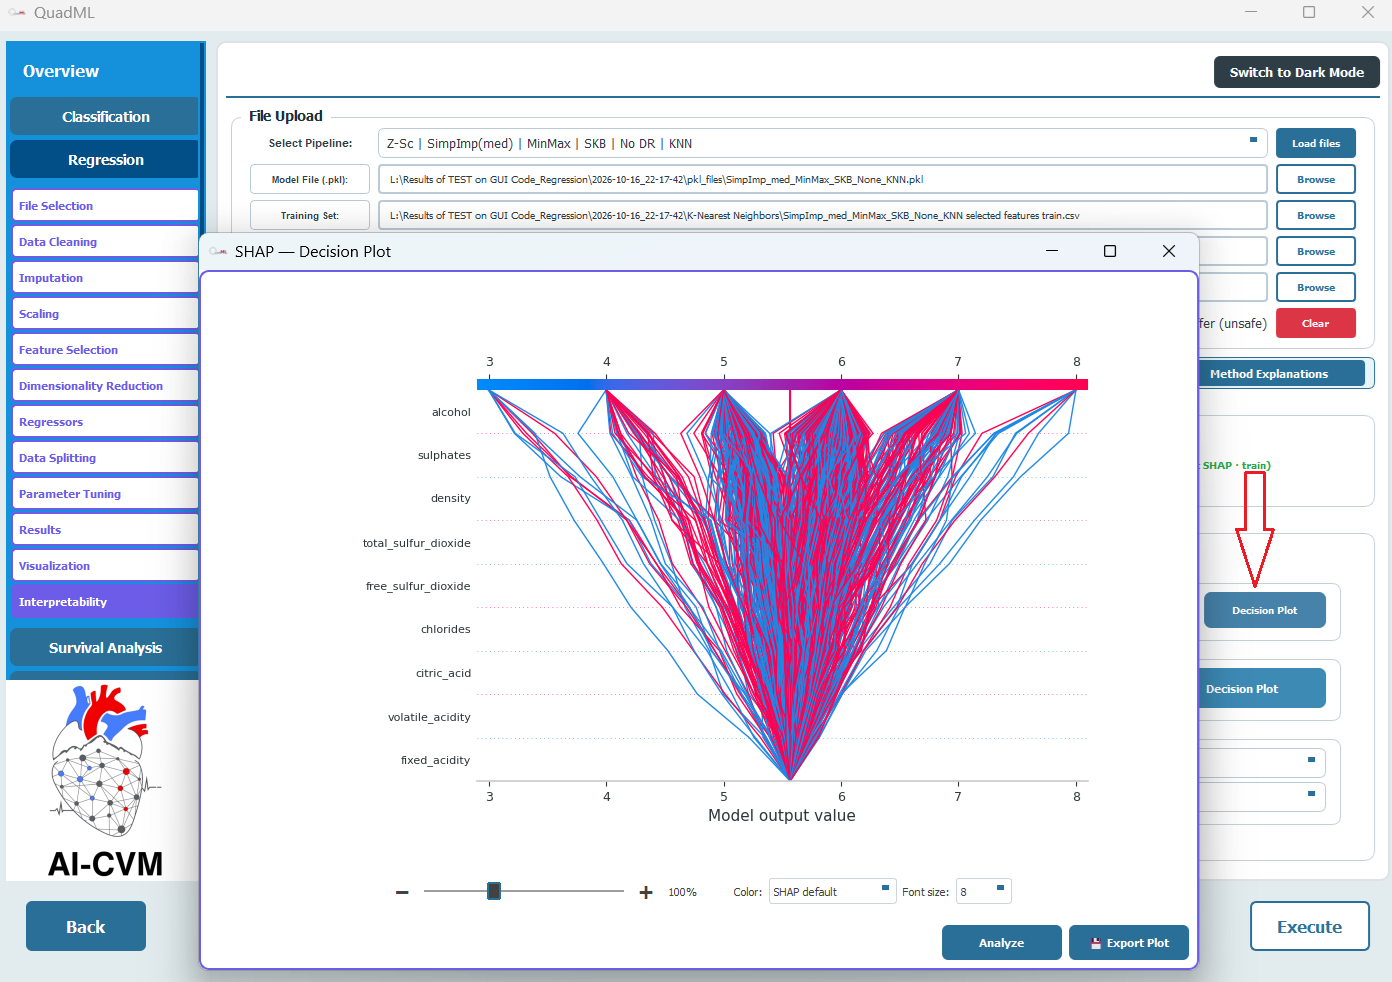 QuadML
Overview
Switch to Dark Mode
Classification
Regression
File Selection
Data Cleaning
Imputation
Scaling
Feature Selection
Dimensionality Reduction
Regressors
Data Splitting
Parameter Tuning
Results
Visualization
Interpretability
Survival Analysis
AI-CVM
Back
File Upload
Select Pipeline:
Z-Sc | SimpImp(med) | MinMax | SKB | No DR | KNN
Load files
Model File (.pkl):
L:\Results of TEST on GUI Code_Regression\2026-10-16_22-17-42\pkl_files\SimpImp_med_MinMax_SKB_None_KNN.pkl
Browse
Training Set:
L:\Results of TEST on GUI Code_Regression\2026-10-16_22-17-42\K-Nearest Neighbors\SimpImp_med_MinMax_SKB_None_KNN selected features train.csv
Browse
Browse
Browse
fer (unsafe)
Clear
Method Explanations
: SHAP · train)
Decision Plot
Decision Plot
SHAP — Decision Plot
3 4 5 6 7 8
alcohol
sulphates
density
total_sulfur_dioxide
free_sulfur_dioxide
chlorides
citric_acid
volatile_acidity
fixed_acidity
3 4 5 6 7 8
Model output value
− + 100% Color: SHAP default Font size: 8
Analyze
Export Plot
Execute